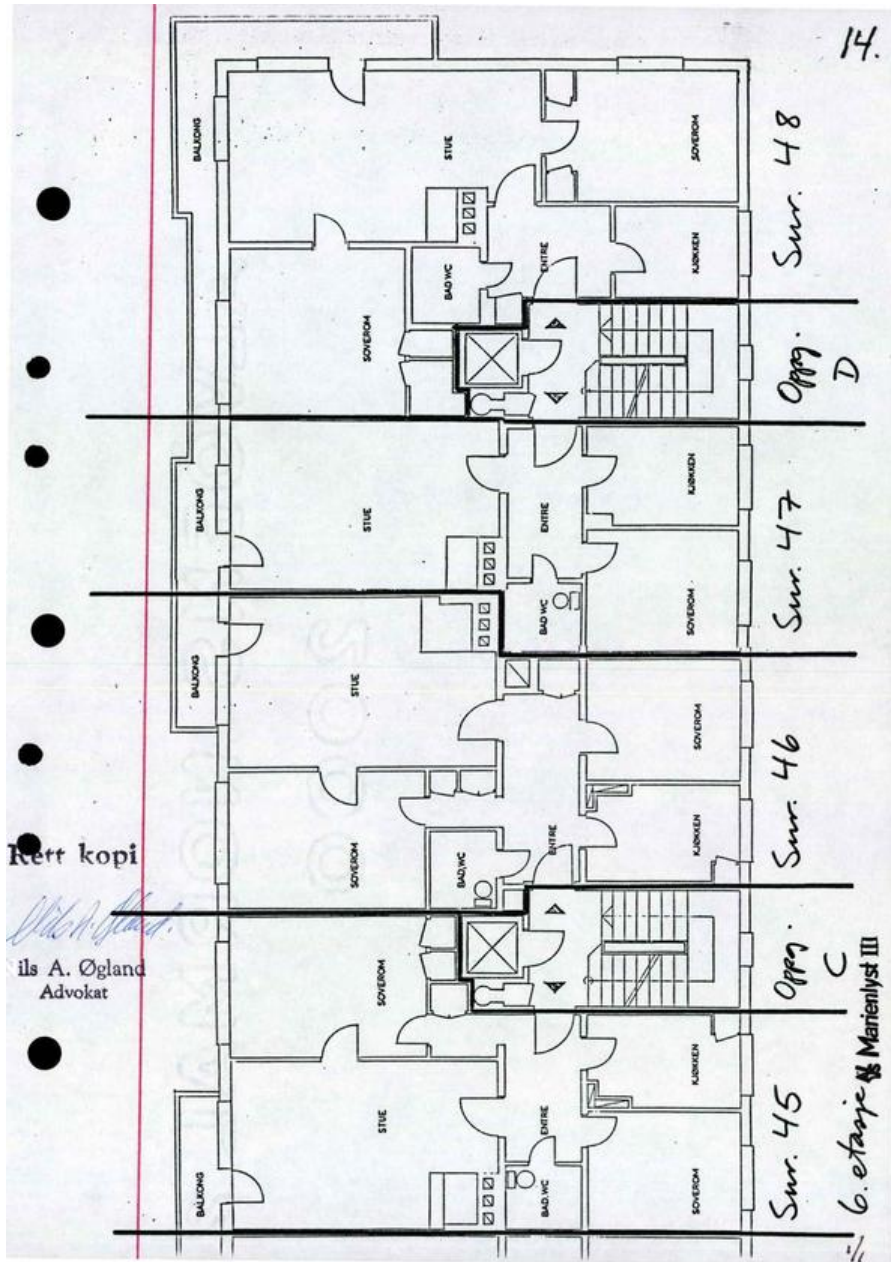 14.
BALKONG
STUE
SOVEROM
Snr. 48
BAD WC
ENTRE
KJØKKEN
SOVEROM
Oppg.
D
BALKONG
STUE
ENTRE
KJØKKEN
Snr. 47
BAD WC
SOVEROM
BALKONG
STUE
SOVEROM
Snr. 46
SOVEROM
BAD, WC
ENTRE
KJØKKEN
Rett kopi
ils A. Øgland
Advokat
SOVEROM
Oppg.
C
STUE
ENTRE
KJØKKEN
Snr. 45
BALKONG
BAD, WC
SOVEROM
6. etasje
Marienlyst III